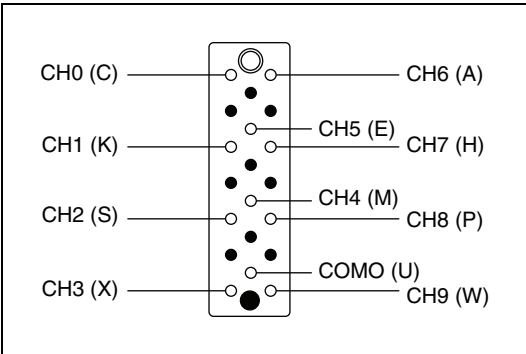 CH0 (C)
CH6 (A)
CH5 (E)
CH1 (K)
CH7 (H)
CH4 (M)
CH2 (S)
CH8 (P)
COMO (U)
CH3 (X)
CH9 (W)